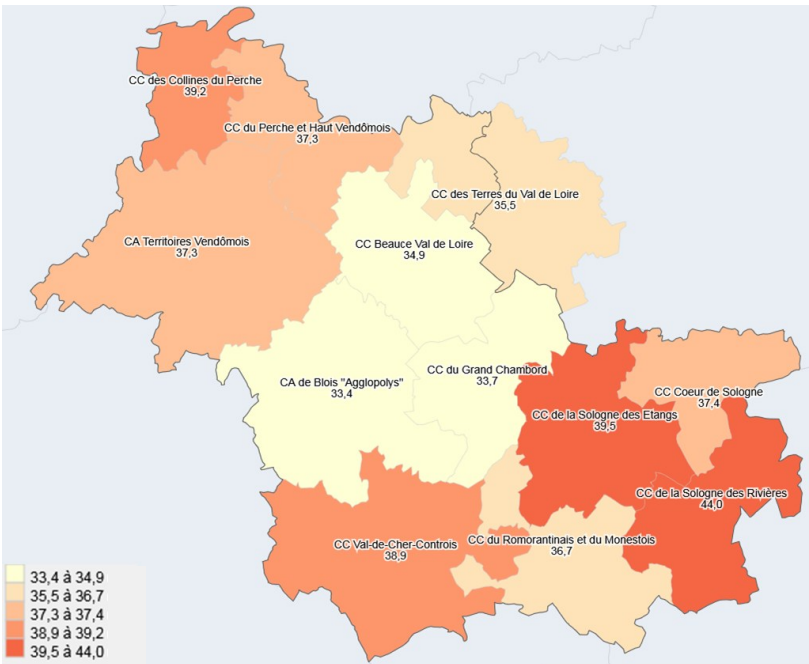 CC des Collines du Perche
39,2
CC du Perche et Haut Vendômois
37,3
CC des Terres du Val de Loire
35,5
CA Territoires Vendômois
37,3
CC Beauce Val de Loire
34,9
CC du Grand Chambord
33,7
CA de Blois "Agglopolys"
33,4
CC Coeur de Sologne
37,4
CC de la Sologne des Etangs
39,5
CC de la Sologne des Rivières
44,0
CC Val-de-Cher-Controis
38,9
CC du Romorantinais et du Monestois
36,7
33,4 à 34,9
35,5 à 36,7
37,3 à 37,4
38,9 à 39,2
39,5 à 44,0